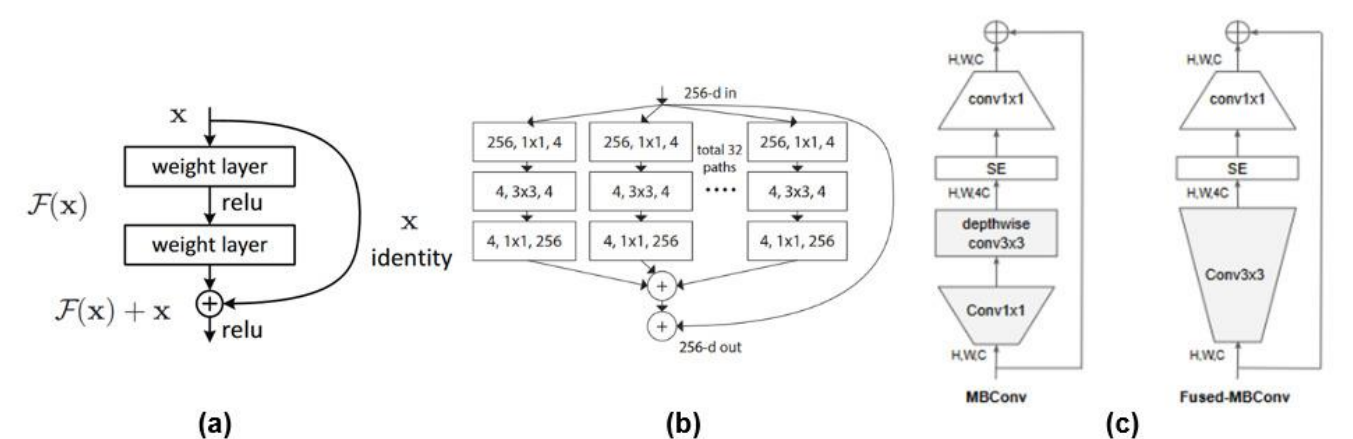 x
weight layer
F(x)
relu
weight layer
x
identity
F(x) + x
relu
(a)
256-d in
256, 1x1, 4
256, 1x1, 4
total 32
paths
256, 1x1, 4
4, 3x3, 4
4, 3x3, 4
....
4, 3x3, 4
4, 1x1, 256
4, 1x1, 256
4, 1x1, 256
+
+
256-d out
(b)
H,W,C
conv1x1
SE
H,W,4C
depthwise
conv3x3
Conv1x1
H,W,C
MBConv
H,W,C
conv1x1
SE
H,W,4C
Conv3x3
H,W,C
Fused-MBConv
(c)